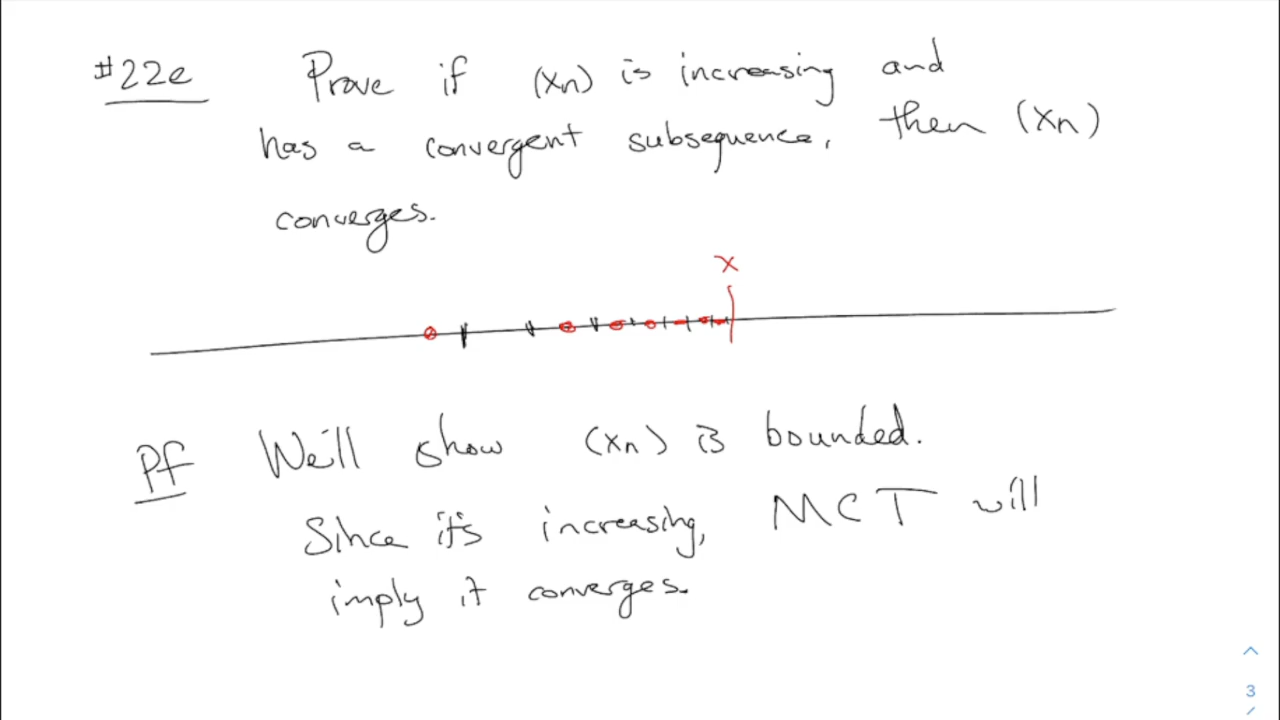 #22e Prove if (xn) is increasing and
has a convergent subsequence, then (xn)
converges.
x
Pf We'll show (xn) is bounded.
Since it's increasing, MCT will
imply it converges.
3